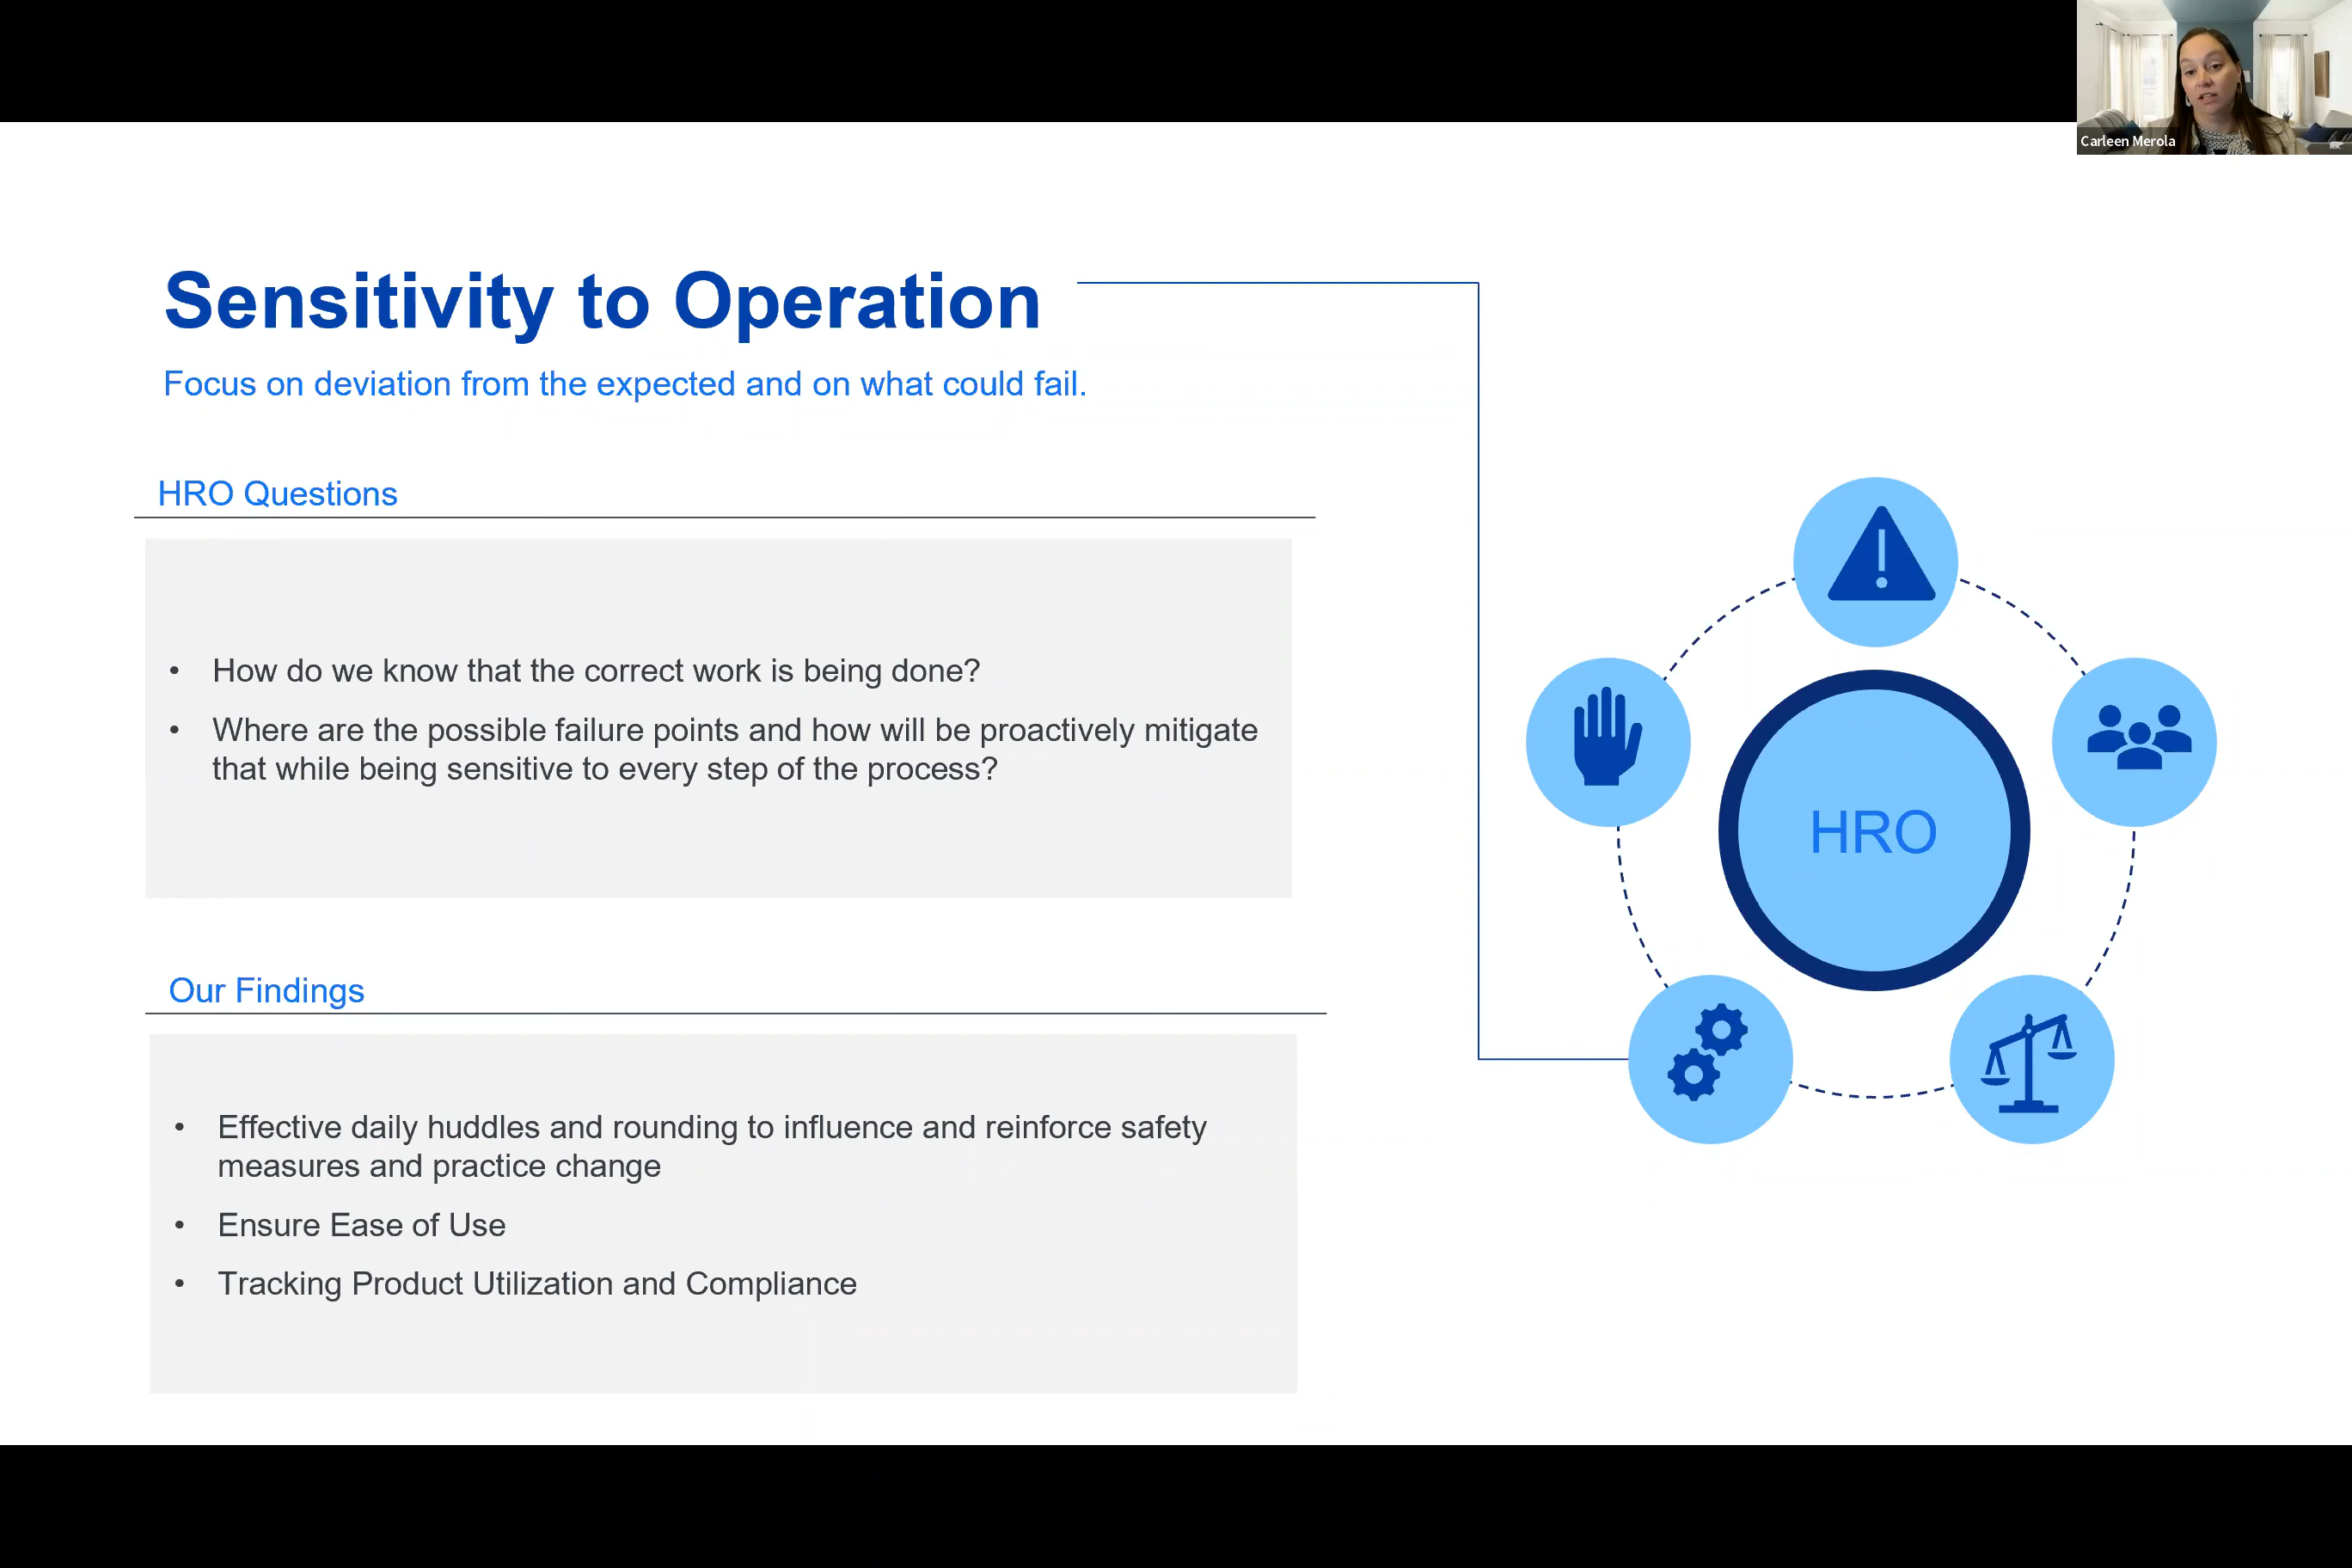 Carleen Merola
Sensitivity to Operation
Focus on deviation from the expected and on what could fail.
HRO Questions
• How do we know that the correct work is being done?
• Where are the possible failure points and how will be proactively mitigate
that while being sensitive to every step of the process?
Our Findings
• Effective daily huddles and rounding to influence and reinforce safety
measures and practice change
• Ensure Ease of Use
• Tracking Product Utilization and Compliance
HRO